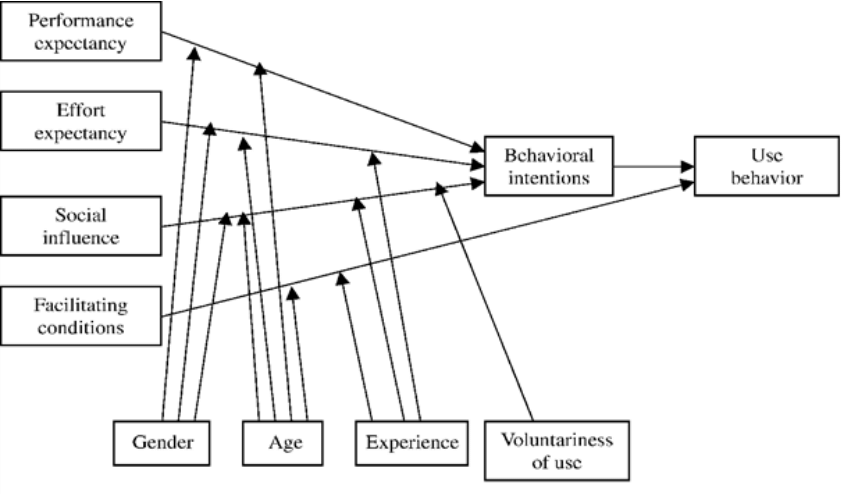 Performance
expectancy
Effort
expectancy
Behavioral
intentions
Use
behavior
Social
influence
Facilitating
conditions
Gender
Age
Experience
Voluntariness
of use